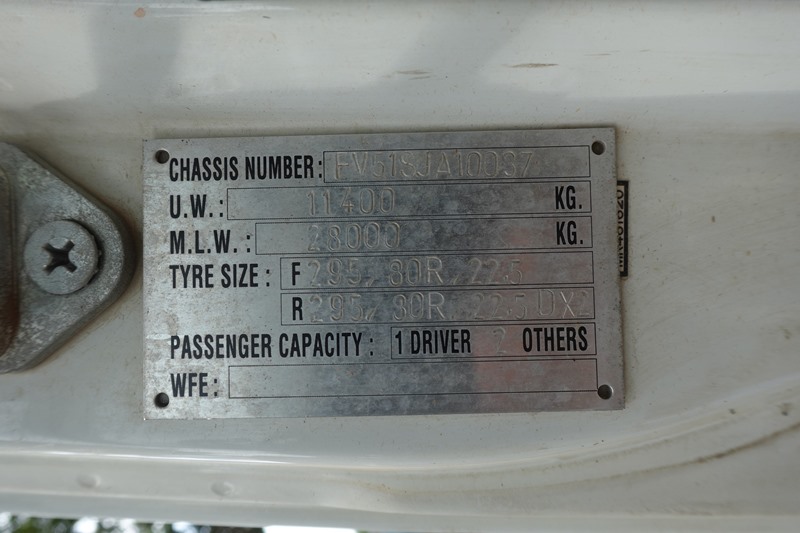 CHASSIS NUMBER: FV518JA10037
U.W.: 11400 KG.
M.L.W.: 28000 KG.
TYRE SIZE: F 295/80R/22.5
R 295/80R/22.5 DX2
PASSENGER CAPACITY: 1 DRIVER 2 OTHERS
WFE: